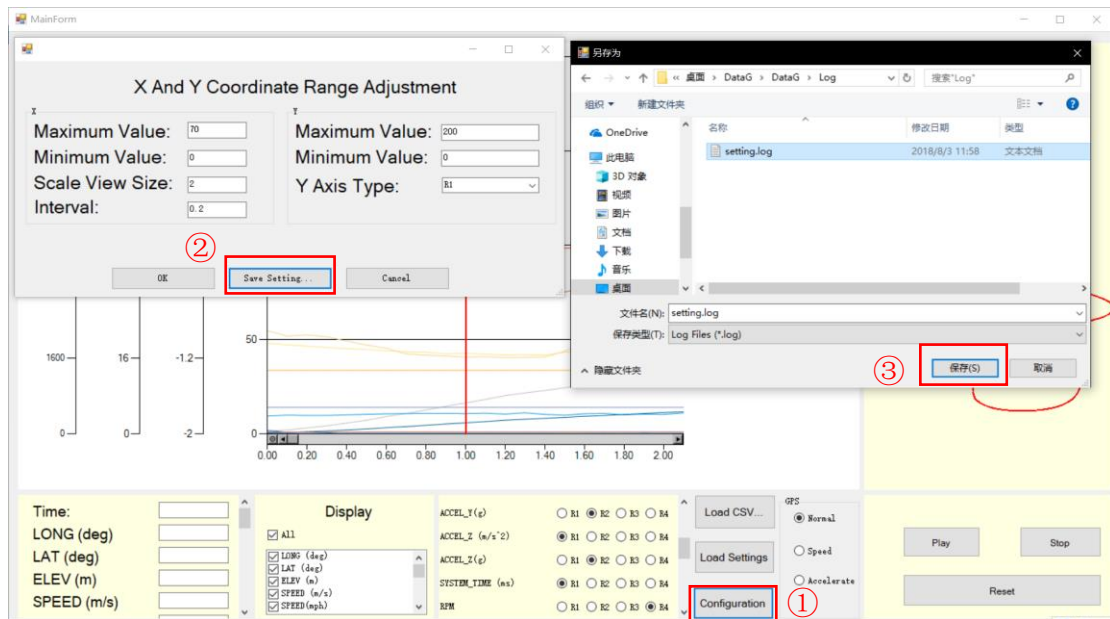 MainForm
X And Y Coordinate Range Adjustment
X
Maximum Value: 70
Minimum Value: 0
Scale View Size: 2
Interval: 0.2
Y
Maximum Value: 200
Minimum Value: 0
Y Axis Type: R1
②
OK
Save Setting...
Cancel
另存为
« 桌面 > DataG > DataG > Log
搜索"Log"
组织
新建文件夹
名称
修改日期
类型
setting.log
2018/8/3 11:58
文本文档
OneDrive
此电脑
3D 对象
视频
图片
文档
下载
音乐
桌面
文件名(N): setting.log
保存类型(T): Log Files (*.log)
隐藏文件夹
③
保存(S)
取消
1600
16
-1.2
50
0
0
-2
0
0.00 0.20 0.40 0.60 0.80 1.00 1.20 1.40 1.60 1.80 2.00
Time:
LONG (deg)
LAT (deg)
ELEV (m)
SPEED (m/s)
Display
All
LONG (deg)
LAT (deg)
ELEV (m)
SPEED (m/s)
SPEED(mph)
ACCEL_Y(g) R1 R2 R3 R4
ACCEL_Z (m/s^2) R1 R2 R3 R4
ACCEL_Z(g) R1 R2 R3 R4
SYSTEM_TIME (ms) R1 R2 R3 R4
RPM R1 R2 R3 R4
Load CSV...
Load Settings
Configuration
①
GPS
Normal
Speed
Accelerate
Play
Stop
Reset